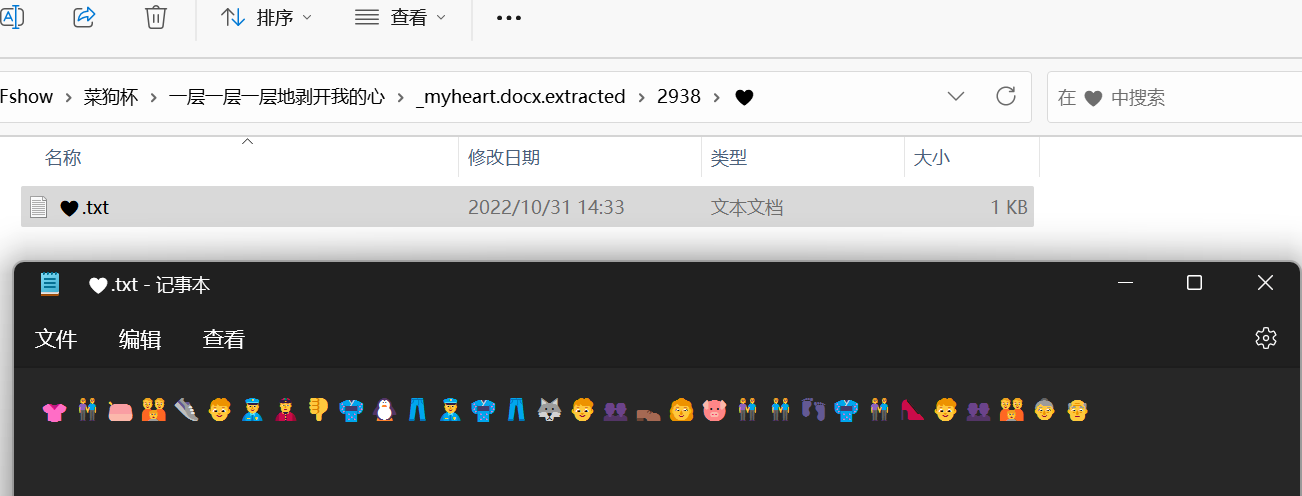 排序 查看
Fshow > 菜狗杯 > 一层一层一层地剥开我的心 > _myheart.docx.extracted > 2938 > ♥
在 ♥ 中搜索
名称 修改日期 类型 大小
♥.txt 2022/10/31 14:33 文本文档 1 KB
♥.txt - 记事本
文件 编辑 查看